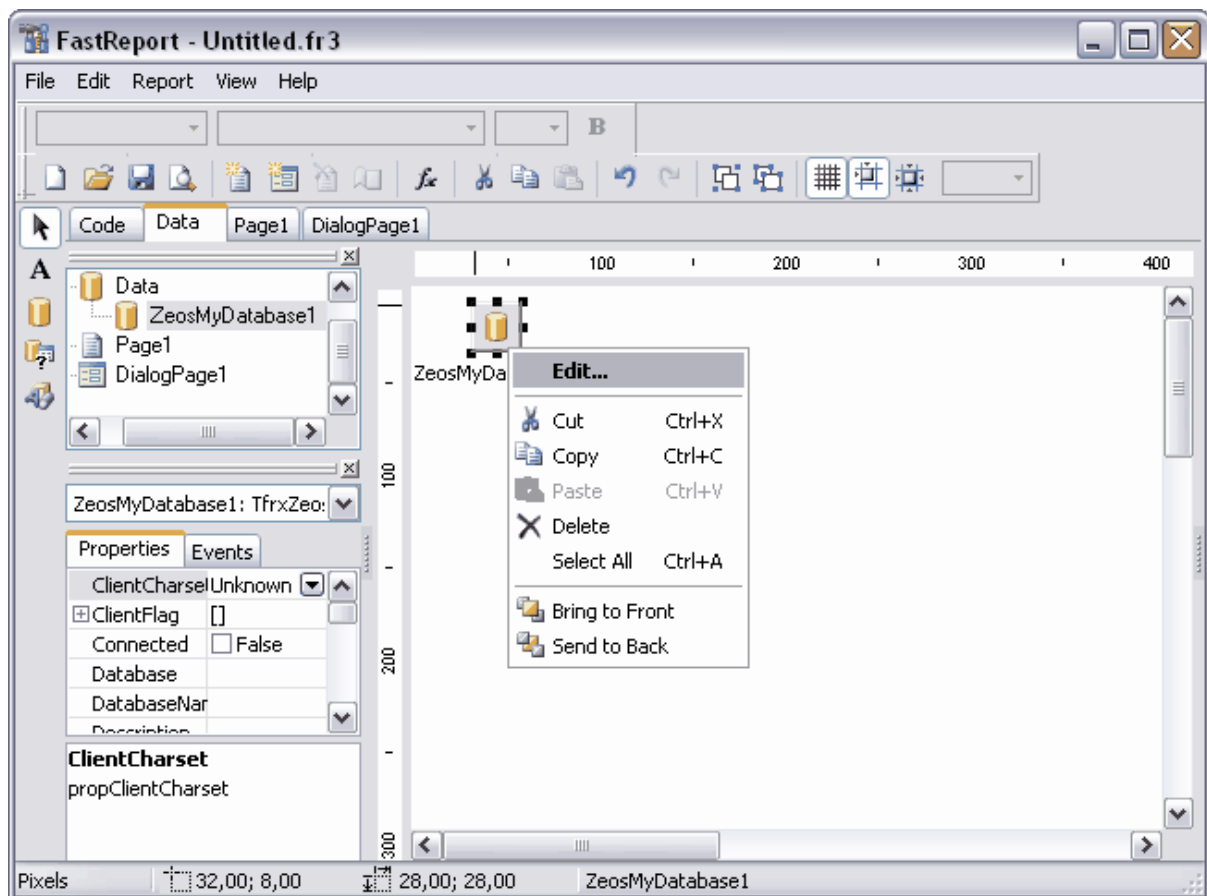 FastReport - Untitled.fr3
File Edit Report View Help
B
fx
Code Data Page1 DialogPage1
A
Data
ZeosMyDatabase1
Page1
DialogPage1
ZeosMyDatabase1: TfrxZeo:
Properties Events
ClientCharse Unknown
ClientFlag []
Connected False
Database
DatabaseNar
Description
ClientCharset
propClientCharset
100 200 300 400
100
200
300
ZeosMyDa
Edit...
Cut Ctrl+X
Copy Ctrl+C
Paste Ctrl+V
Delete
Select All Ctrl+A
Bring to Front
Send to Back
Pixels 32,00; 8,00 28,00; 28,00 ZeosMyDatabase1